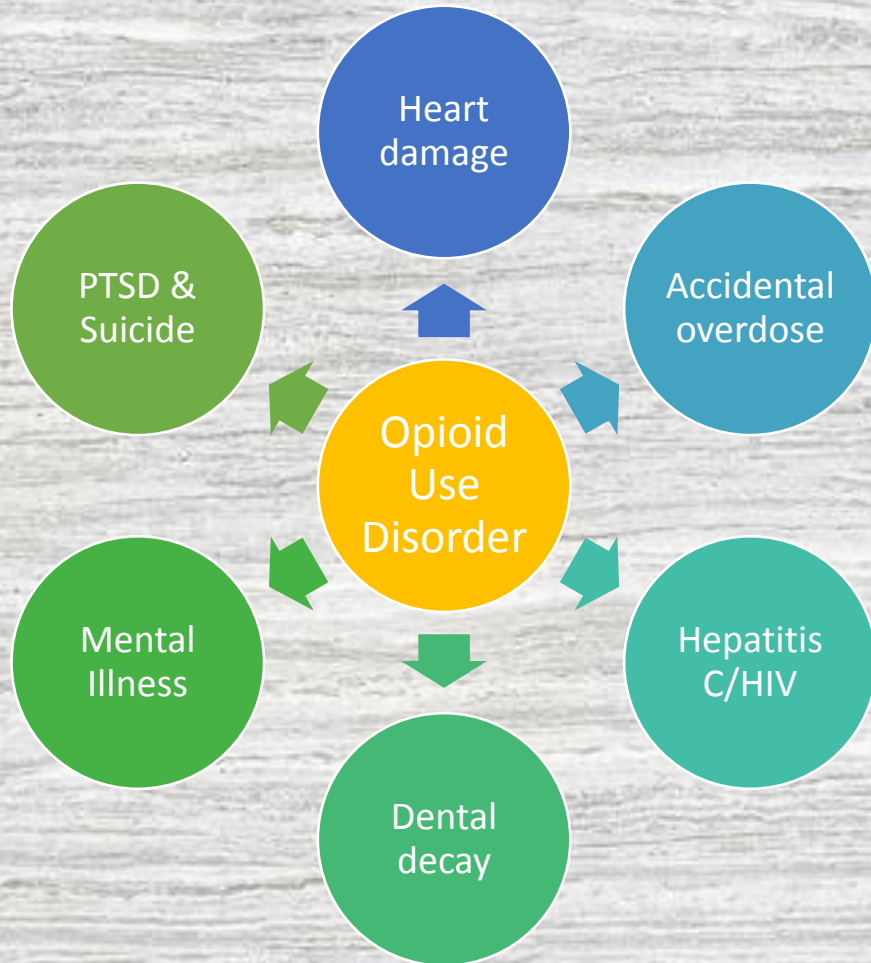 Heart
damage
PTSD &
Suicide
Accidental
overdose
Opioid
Use
Disorder
Mental
Illness
Hepatitis
C/HIV
Dental
decay